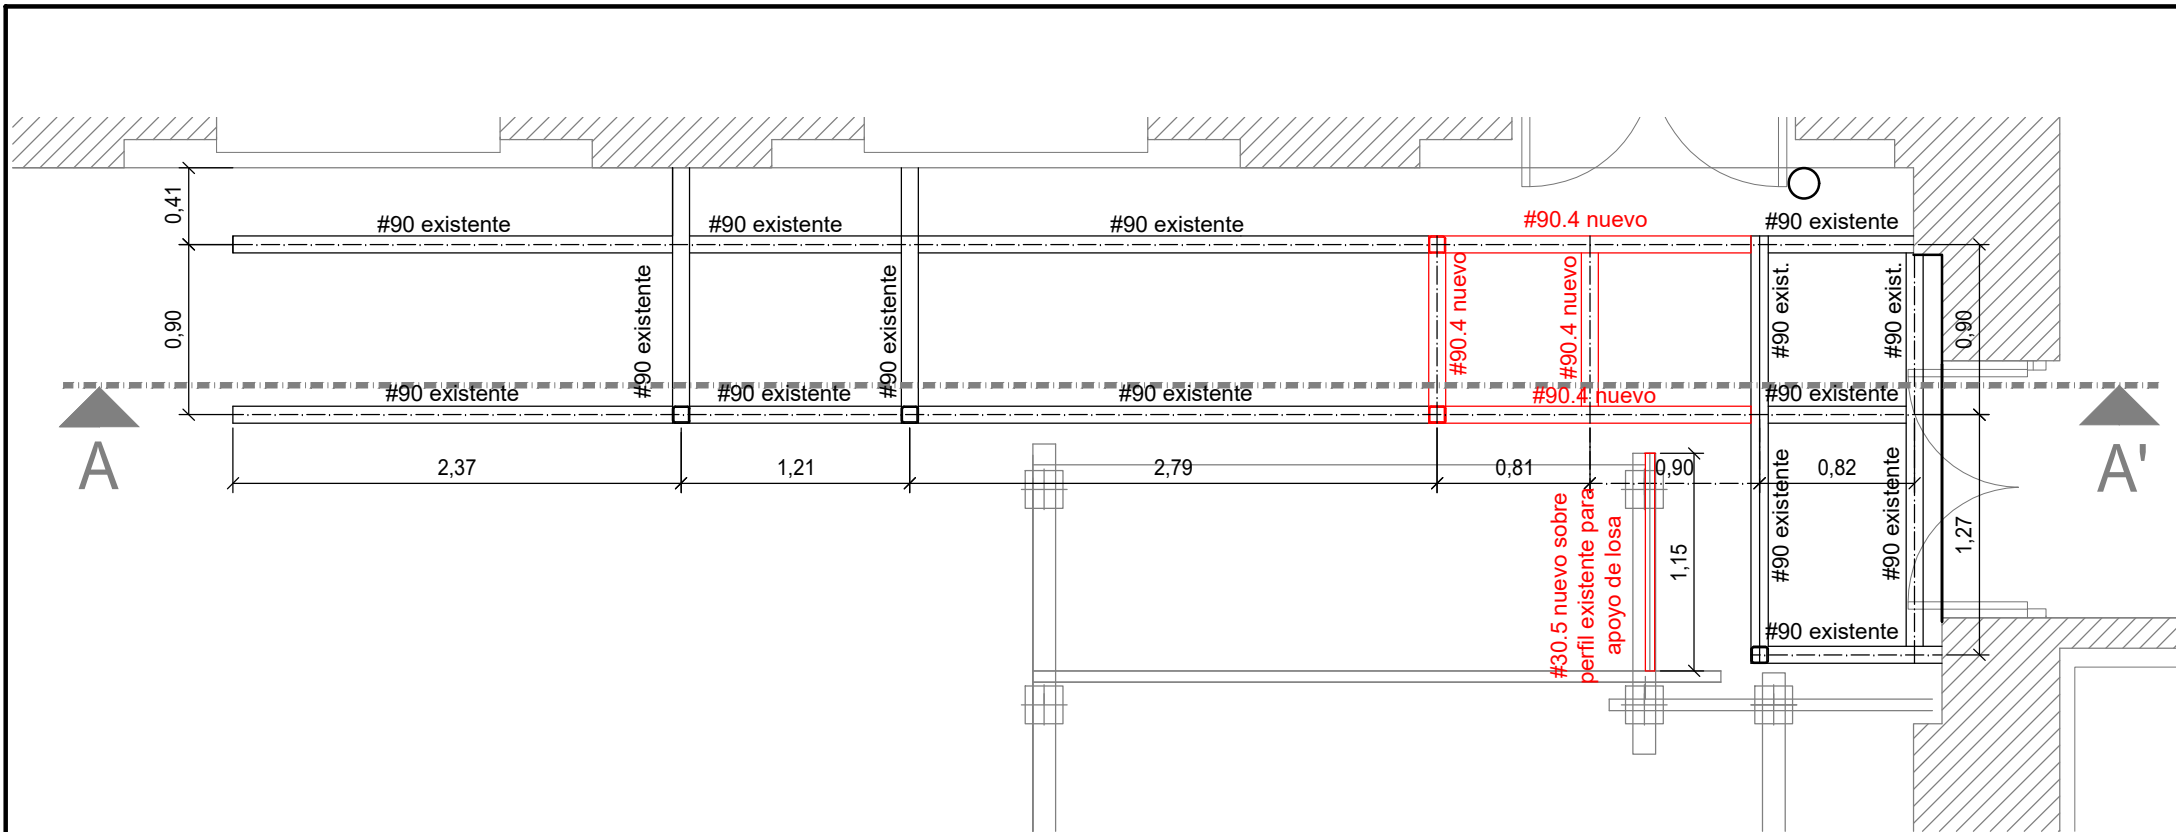 #90.4 nuevo
#90 existente
#90 existente
#90 existente
#90 existente
0,41
#90 existente
#90 existente
#90.4 nuevo
#90.4 nuevo
#90 exist.
#90 exist.
0,90
0,90
#90 existente
#90 existente
#90 existente
#90.4 nuevo
#90 existente
A
A'
2,37
1,21
2,79
0,81
0,90
0,82
#30.5 nuevo sobre
perfil existente para
apoyo de losa
1,15
#90 existente
#90 existente
1,27
#90 existente